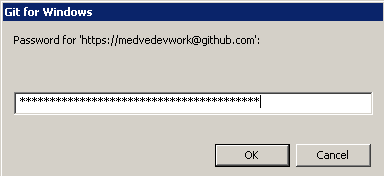 Git for Windows
Password for 'https://medvedevwork@github.com':
****************************************
OK Cancel